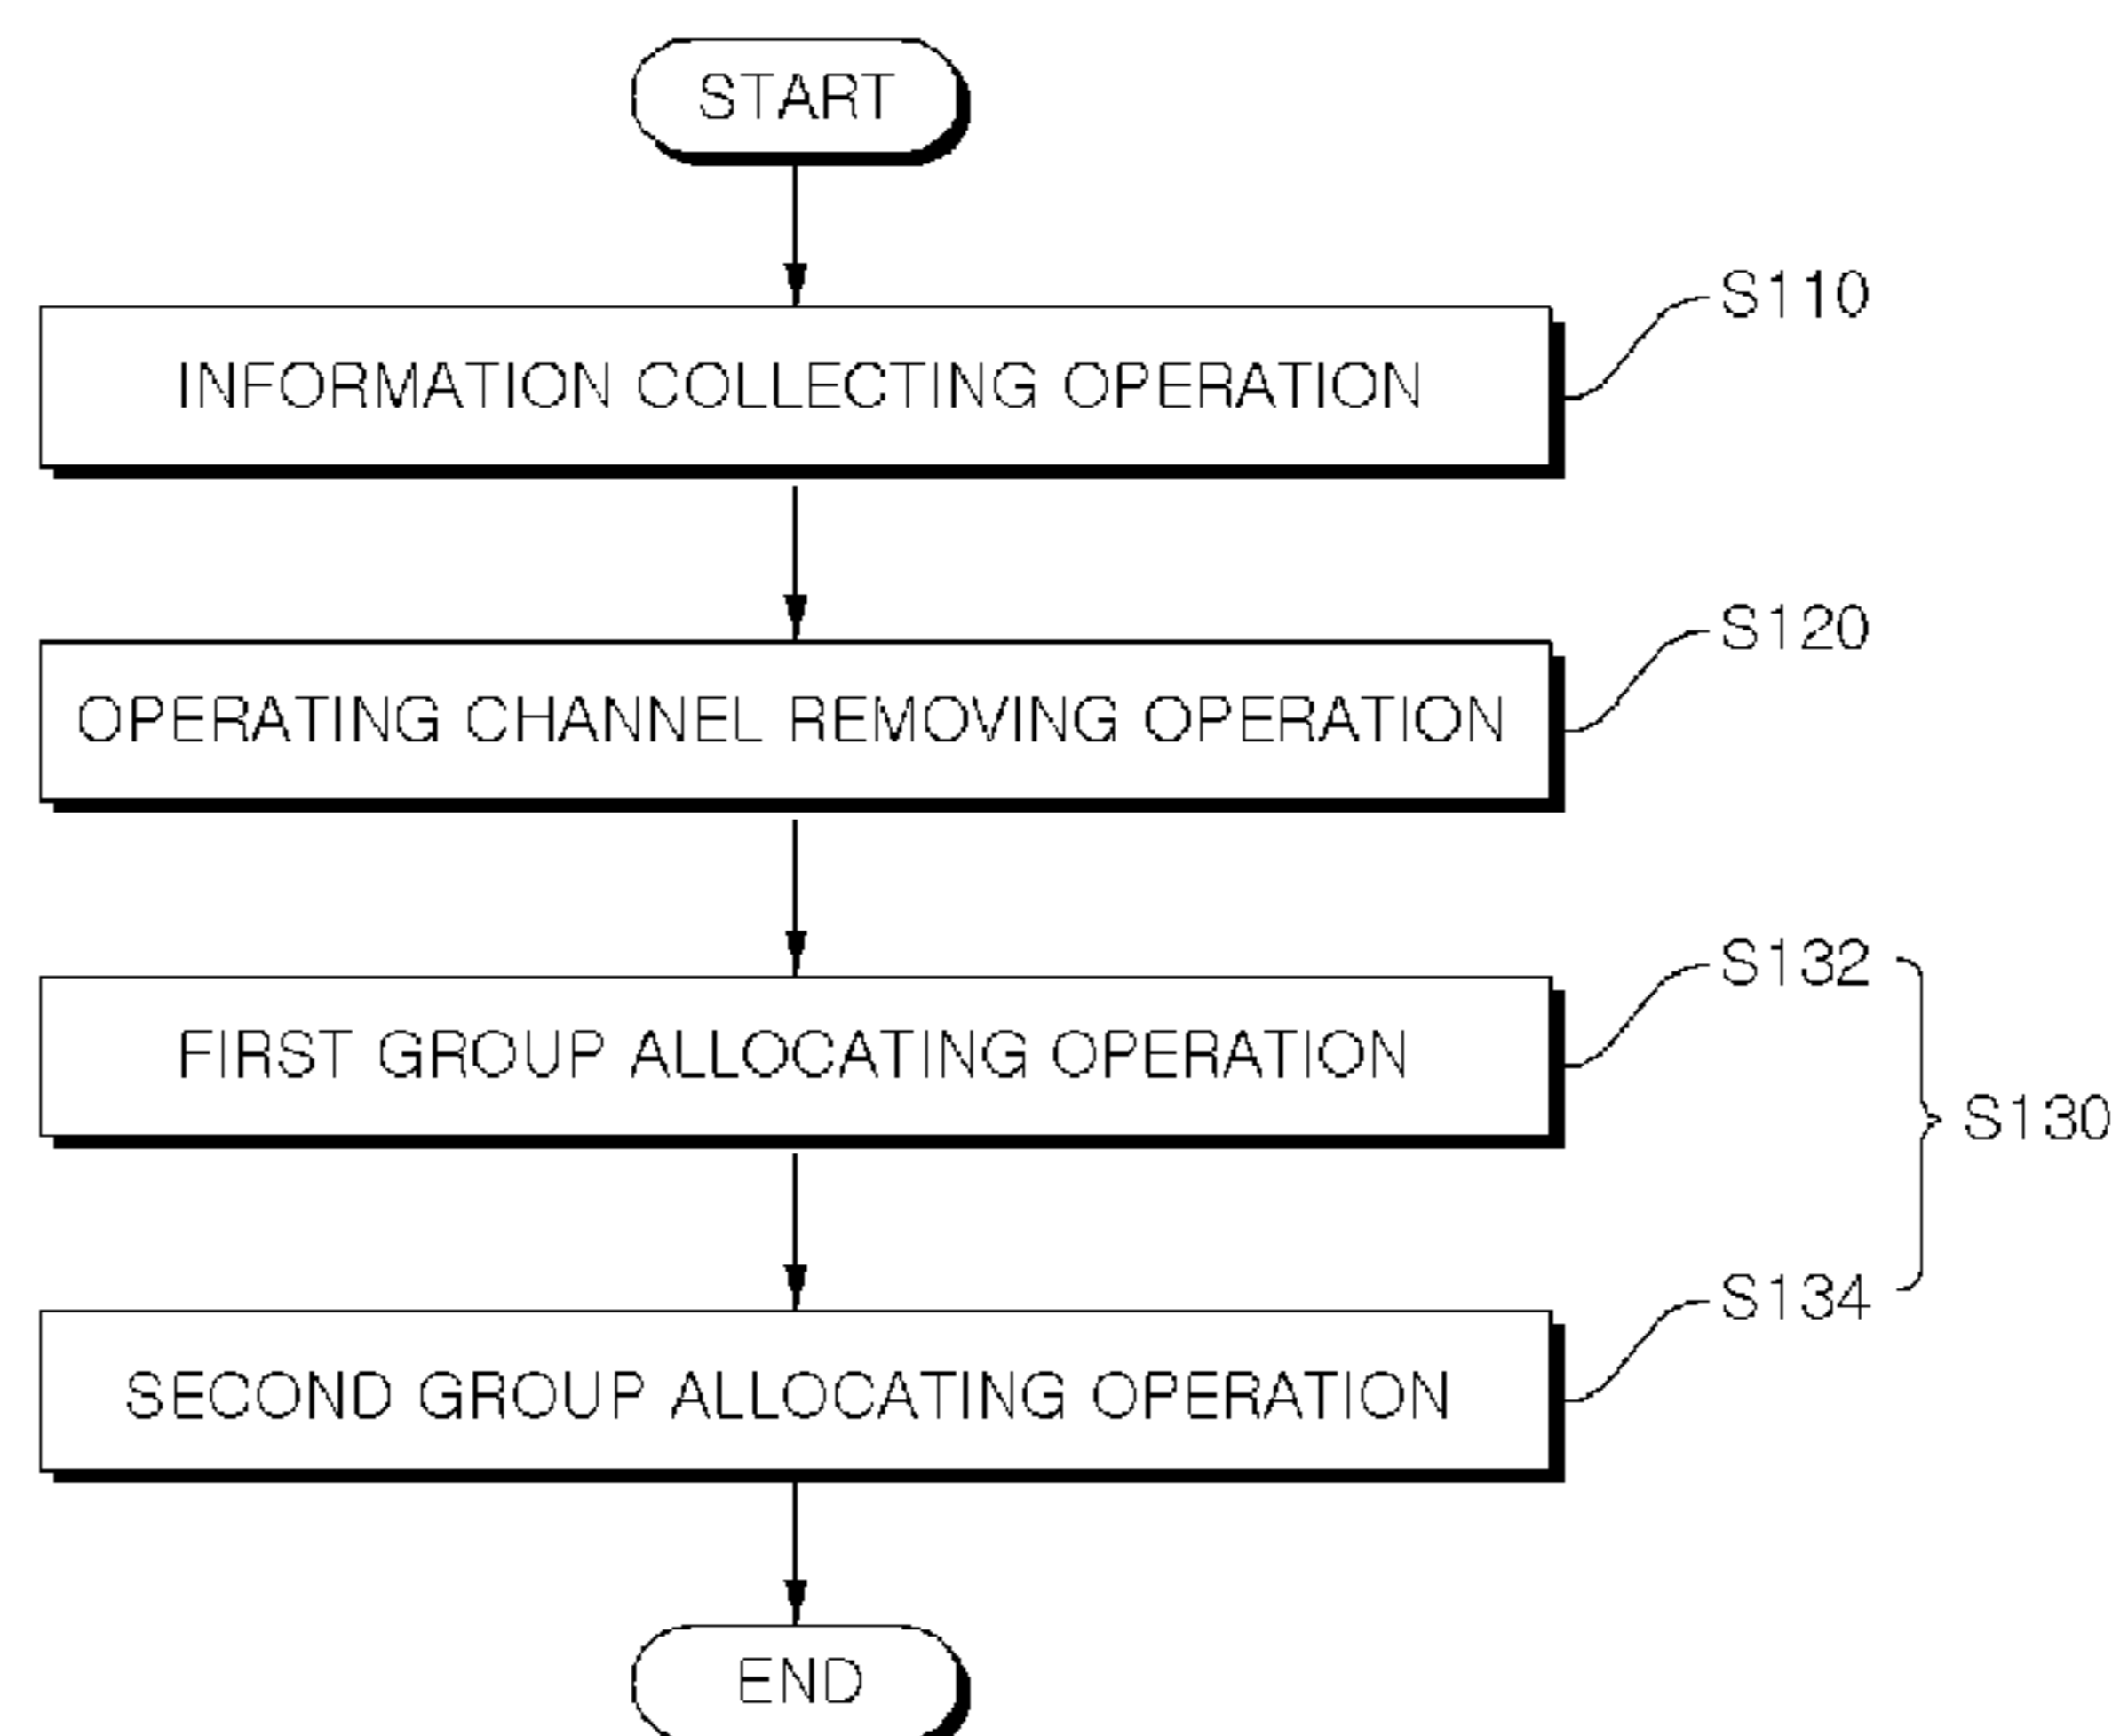 START
S110
INFORMATION COLLECTING OPERATION
S120
OPERATING CHANNEL REMOVING OPERATION
S132
FIRST GROUP ALLOCATING OPERATION
S130
S134
SECOND GROUP ALLOCATING OPERATION
END